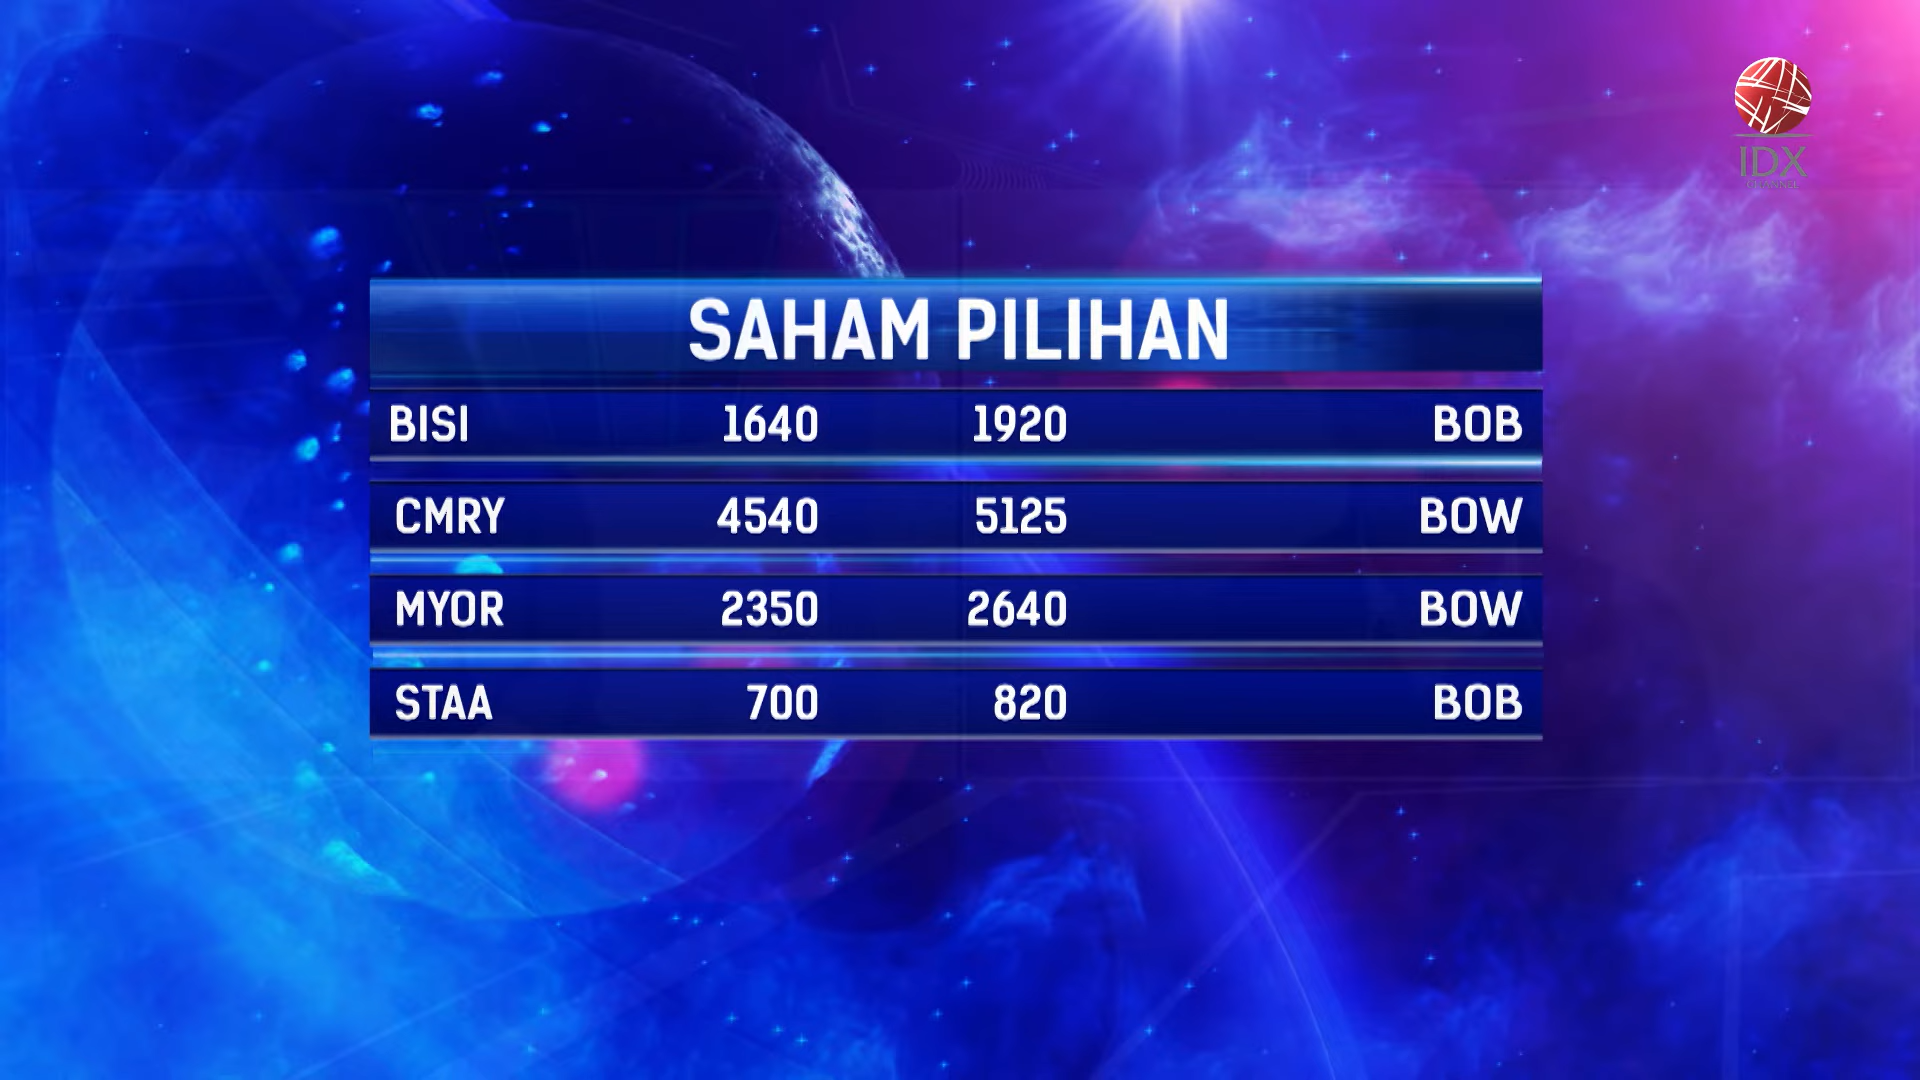 IDX
CHANNEL
SAHAM PILIHAN
BISI 1640 1920 BOB
CMRY 4540 5125 BOW
MYOR 2350 2640 BOW
STAA 700 820 BOB